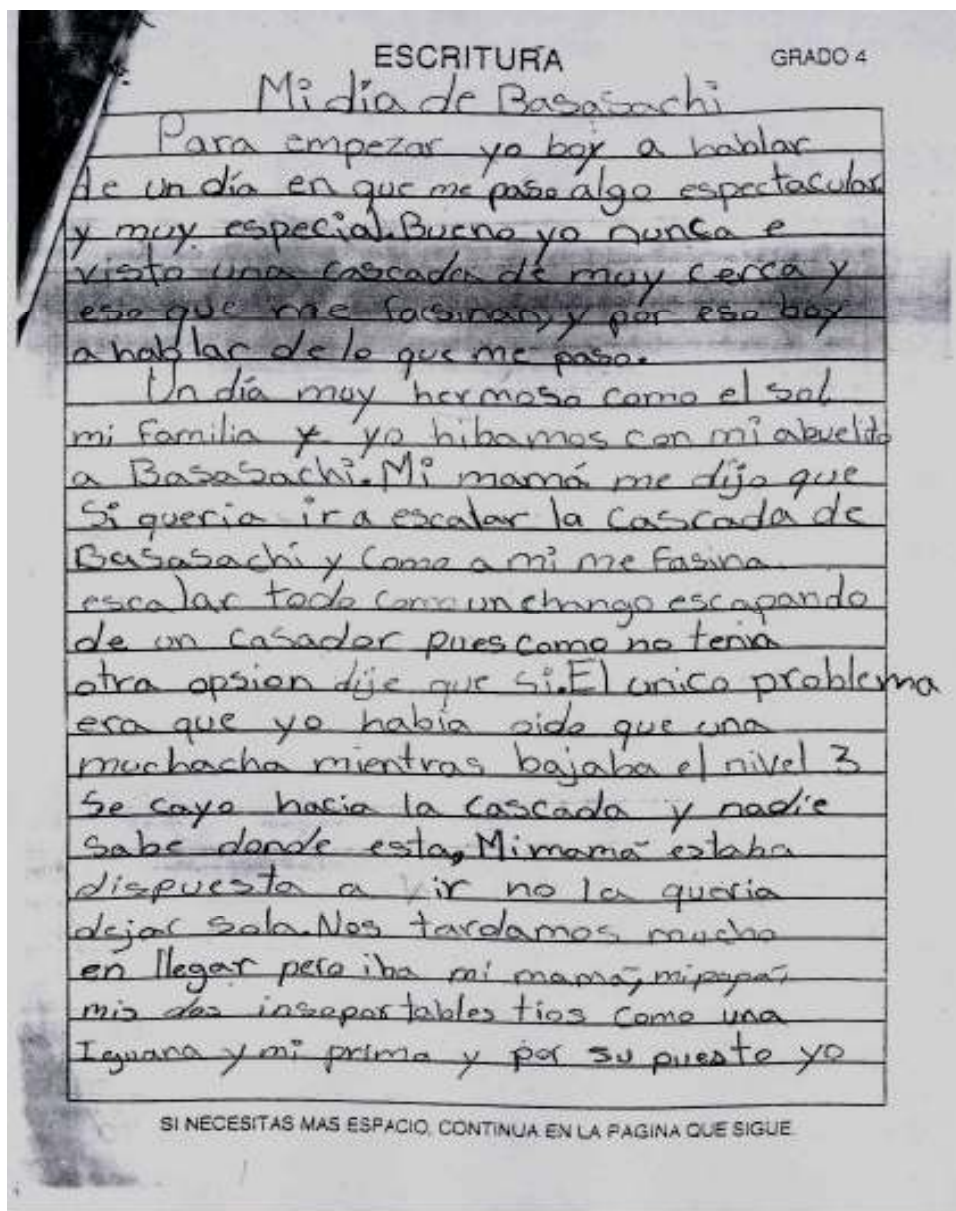 ESCRITURA
GRADO 4
Mi día de Basasachi
Para empezar yo boy a hablar
de un día en que me paso algo espectacular
y muy especial. Bueno yo nunca e
visto una cascada de muy cerca y
eso que me facsinan, y por eso boy
a hablar de lo que me paso.
Un día muy hermoso como el sol
mi familia y yo hibamos con mi abuelito
a Basasachi. Mi mamá me dijo que
si queria ir a escalar la cascada de
Basasachi y como a mi me fasina
escalar todo como un chango escapando
de un casador pues como no tenia
otra opsion dije que si. El unico problema
era que yo había oido que una
muchacha mientras bajaba el nivel 3
se cayo hacia la cascada y nadie
sabe donde esta, Mi mamá estaba
dispuesta a ir no la queria
dejar sola. Nos tardamos mucho
en llegar pero iba mi mamá, mi papá,
mis dos insoportables tios como una
Iguana y mi prima y por su puesto yo
SI NECESITAS MAS ESPACIO, CONTINUA EN LA PAGINA QUE SIGUE.